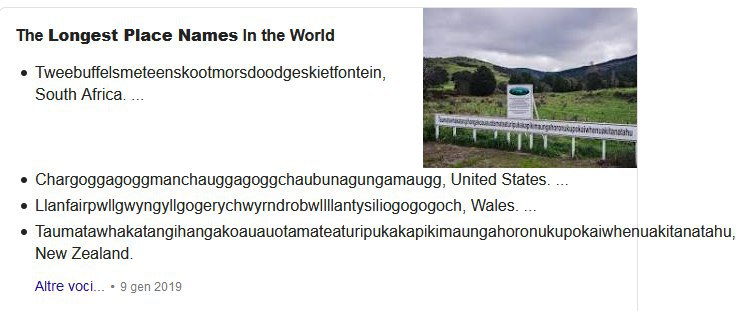 The Longest Place Names In the World
Tweebuffelsmeteenskootmorsdoodgeskietfontein,
South Africa. ...
Taumatawhakatangihangakoauauotamateaturipukakapikimaungahoronukupokaiwhenuakitanatahu
Chargoggagoggmanchauggagoggchaubunagungamaugg, United States. ...
Llanfairpwllgwyngyllgogerychwyrndrobwllllantysiliogogogoch, Wales. ...
Taumatawhakatangihangakoauauotamateaturipukakapikimaungahoronukupokaiwhenuakitanatahu,
New Zealand.
Altre voci... • 9 gen 2019